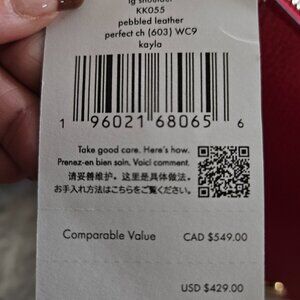 lg shoulder
KK055
pebbled leather
perfect ch (603) WC9
kayla
1 96021 68065 6
Take good care. Here's how.
Prenez-en bien soin. Voici comment.
请妥善维护。这里是具体做法。
お手入れ方法はこちらをご覧ください。
Comparable Value CAD $549.00
USD $429.00